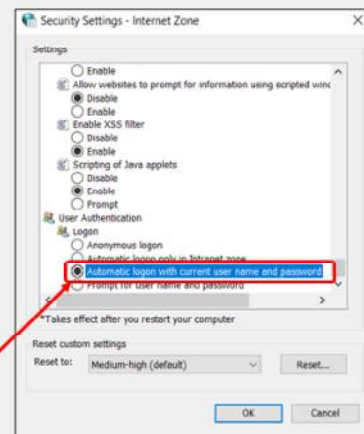 Security Settings - Internet Zone
Settings
Enable
Allow websites to prompt for information using scripted winc
Disable
Enable
Enable XSS filter
Disable
Enable
Scripting of Java applets
Disable
Enable
Prompt
User Authentication
Logon
Anonymous logon
Automatic logon only in Intranet zone
Automatic logon with current user name and password
Prompt for user name and password
*Takes effect after you restart your computer
Reset custom settings
Reset to: Medium-high (default) Reset...
OK Cancel